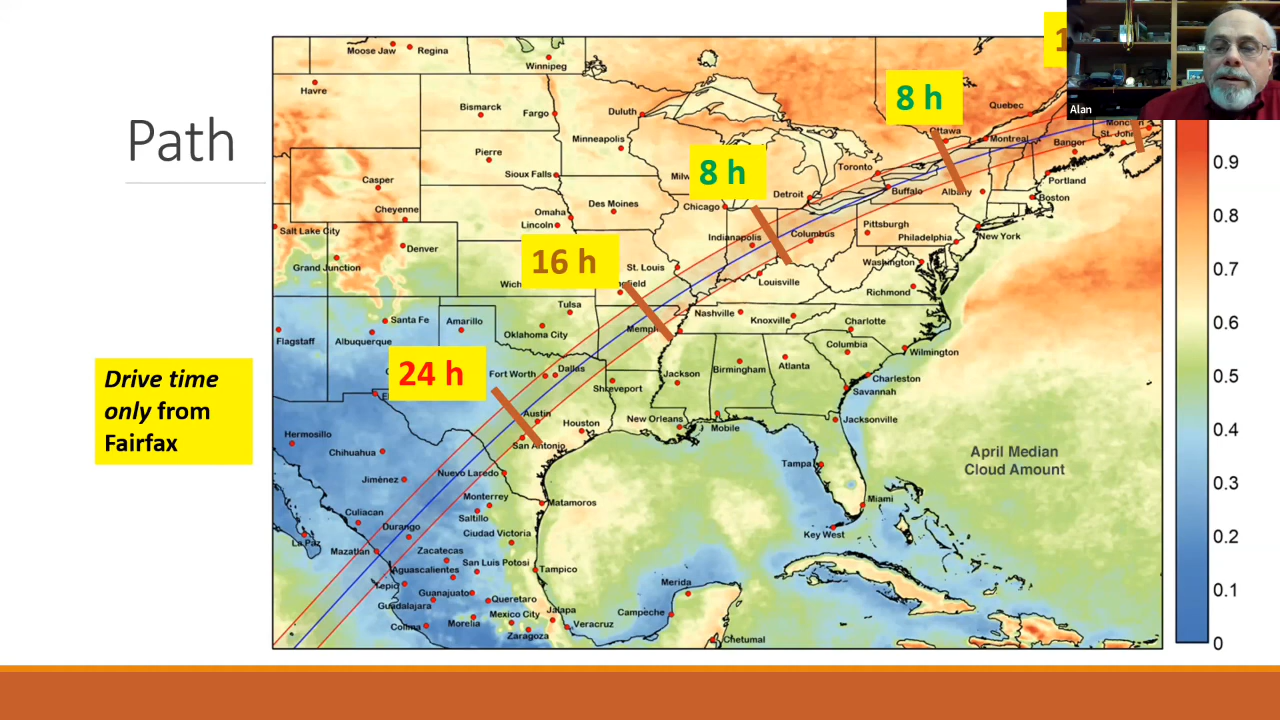 Path
Drive time
only from
Fairfax
1
8 h
8 h
16 h
24 h
Alan
Moose Jaw
Regina
Winnipeg
Havre
Bismarck
Fargo
Duluth
Quebec
Ottawa
Montreal
Bangor
St. John
Minneapolis
Pierre
Sioux Falls
Milw
Toronto
Buffalo
Albany
Portland
Boston
Casper
Cheyenne
Omaha
Lincoln
Des Moines
Chicago
Detroit
Salt Lake City
Denver
Grand Junction
Indianapolis
Columbus
Pittsburgh
Philadelphia
New York
Wich
St. Louis
gfield
Louisville
Washington
Richmond
Tulsa
Santa Fe
Amarillo
Oklahoma City
Memph
Nashville
Knoxville
Charlotte
Flagstaff
Albuquerque
Columbia
Wilmington
Fort Worth
Dallas
Shreveport
Jackson
Birmingham
Atlanta
Charleston
Savannah
Austin
Houston
San Antonio
New Orleans
Mobile
Jacksonville
Hermosillo
Chihuahua
Jiménez
Nuevo Laredo
Tampa
Monterrey
Saltillo
Matamoros
Miami
Key West
Culiacan
Durango
Ciudad Victoria
La Paz
Mazatlan
Zacatecas
San Luis Potosi
Aguascalientes
Tampico
Tepic
Guanajuato
Queretaro
Guadalajara
Mexico City
Jalapa
Colima
Morelia
Zaragoza
Veracruz
Merida
Campeche
Chetumal
April Median
Cloud Amount
0.9
0.8
0.7
0.6
0.5
0.4
0.3
0.2
0.1
0